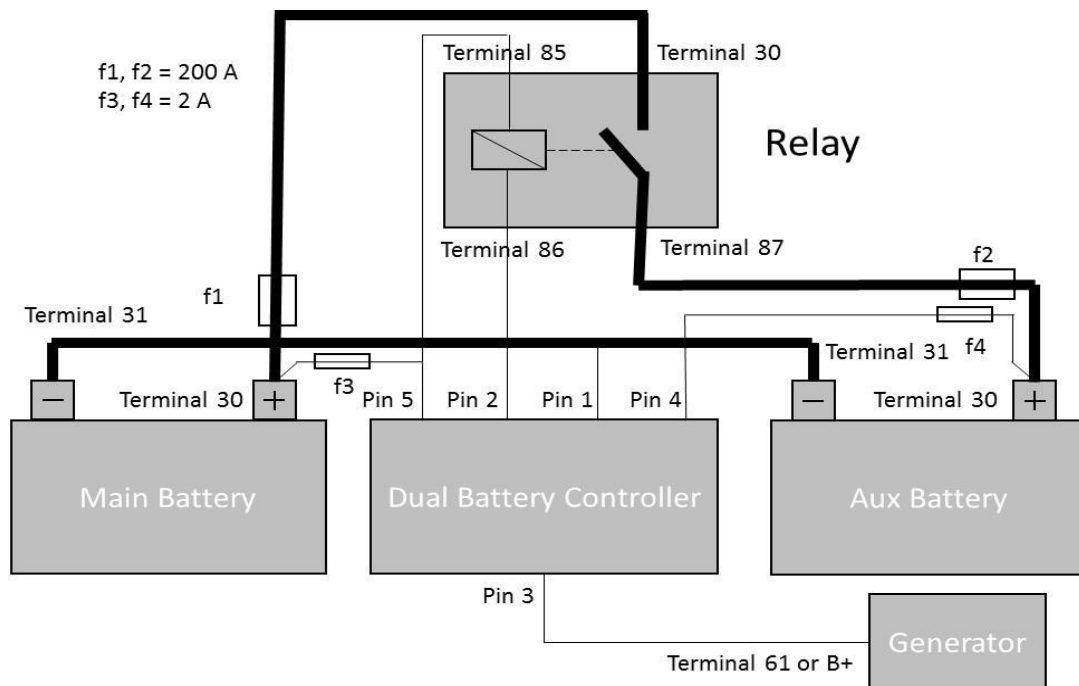 Terminal 85
Terminal 30
f1, f2 = 200 A
f3, f4 = 2 A
Relay
Terminal 86
Terminal 87
f2
f1
Terminal 31
f4
Terminal 31
f3
−
Terminal 30
+
Pin 5
Pin 2
Pin 1
Pin 4
−
Terminal 30
+
Main Battery
Dual Battery Controller
Aux Battery
Pin 3
Generator
Terminal 61 or B+